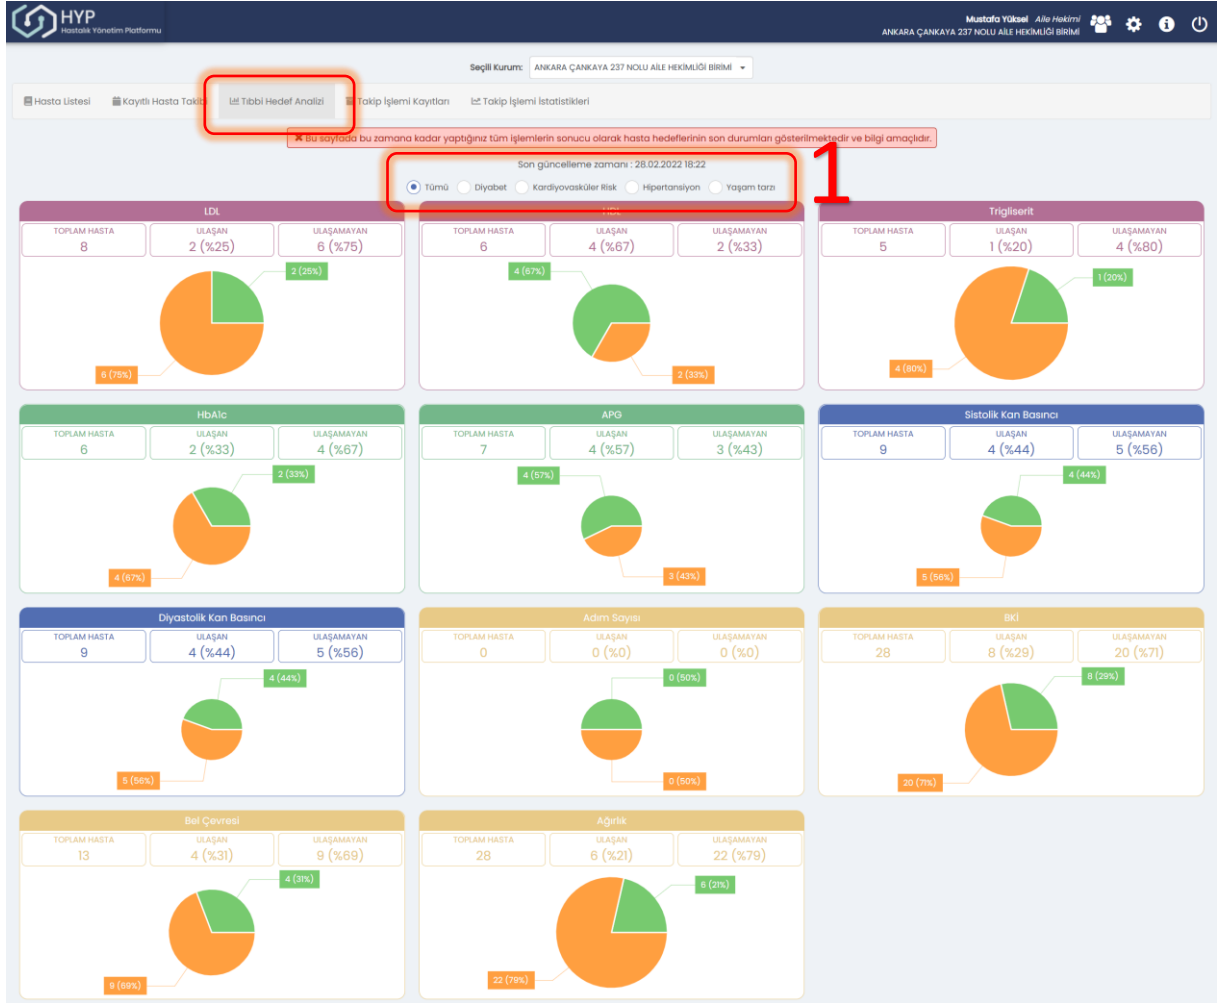 HYP
Hastalık Yönetim Platformu
Mustafa Yüksel Aile Hekimi
ANKARA ÇANKAYA 237 NOLU AİLE HEKİMLİĞİ BİRİMİ
Seçili Kurum: ANKARA ÇANKAYA 237 NOLU AİLE HEKİMLİĞİ BİRİMİ
Hasta Listesi Kayıtlı Hasta Takibi Tıbbi Hedef Analizi Takip İşlemi Kayıtları Takip İşlemi İstatistikleri
Bu sayfada bu zamana kadar yaptığınız tüm işlemlerin sonucu olarak hasta hedeflerinin son durumları gösterilmektedir ve bilgi amaçlıdır.
1
Son güncelleme zamanı : 28.02.2022 18:22
Tümü Diyabet Kardiyovasküler Risk Hipertansiyon Yaşam tarzı
LDL HDL Trigliserit
TOPLAM HASTA ULAŞAN ULAŞAMAYAN TOPLAM HASTA ULAŞAN ULAŞAMAYAN TOPLAM HASTA ULAŞAN ULAŞAMAYAN
8 2 (%25) 6 (%75) 6 4 (%67) 2 (%33) 5 1 (%20) 4 (%80)
2 (25%) 4 (67%) 1 (20%)
6 (75%) 2 (33%) 4 (80%)
HbA1c APG Sistolik Kan Basıncı
TOPLAM HASTA ULAŞAN ULAŞAMAYAN TOPLAM HASTA ULAŞAN ULAŞAMAYAN TOPLAM HASTA ULAŞAN ULAŞAMAYAN
6 2 (%33) 4 (%67) 7 4 (%57) 3 (%43) 9 4 (%44) 5 (%56)
2 (33%) 4 (57%) 4 (44%)
4 (67%) 3 (43%) 5 (56%)
Diyastolik Kan Basıncı Adım Sayısı BKİ
TOPLAM HASTA ULAŞAN ULAŞAMAYAN TOPLAM HASTA ULAŞAN ULAŞAMAYAN TOPLAM HASTA ULAŞAN ULAŞAMAYAN
9 4 (%44) 5 (%56) 0 0 (%0) 0 (%0) 28 8 (%29) 20 (%71)
4 (44%) 0 (50%) 8 (29%)
5 (56%) 0 (50%) 20 (71%)
Bel Çevresi Ağırlık
TOPLAM HASTA ULAŞAN ULAŞAMAYAN TOPLAM HASTA ULAŞAN ULAŞAMAYAN
13 4 (%31) 9 (%69) 28 6 (%21) 22 (%79)
4 (31%) 6 (21%)
9 (69%) 22 (79%)